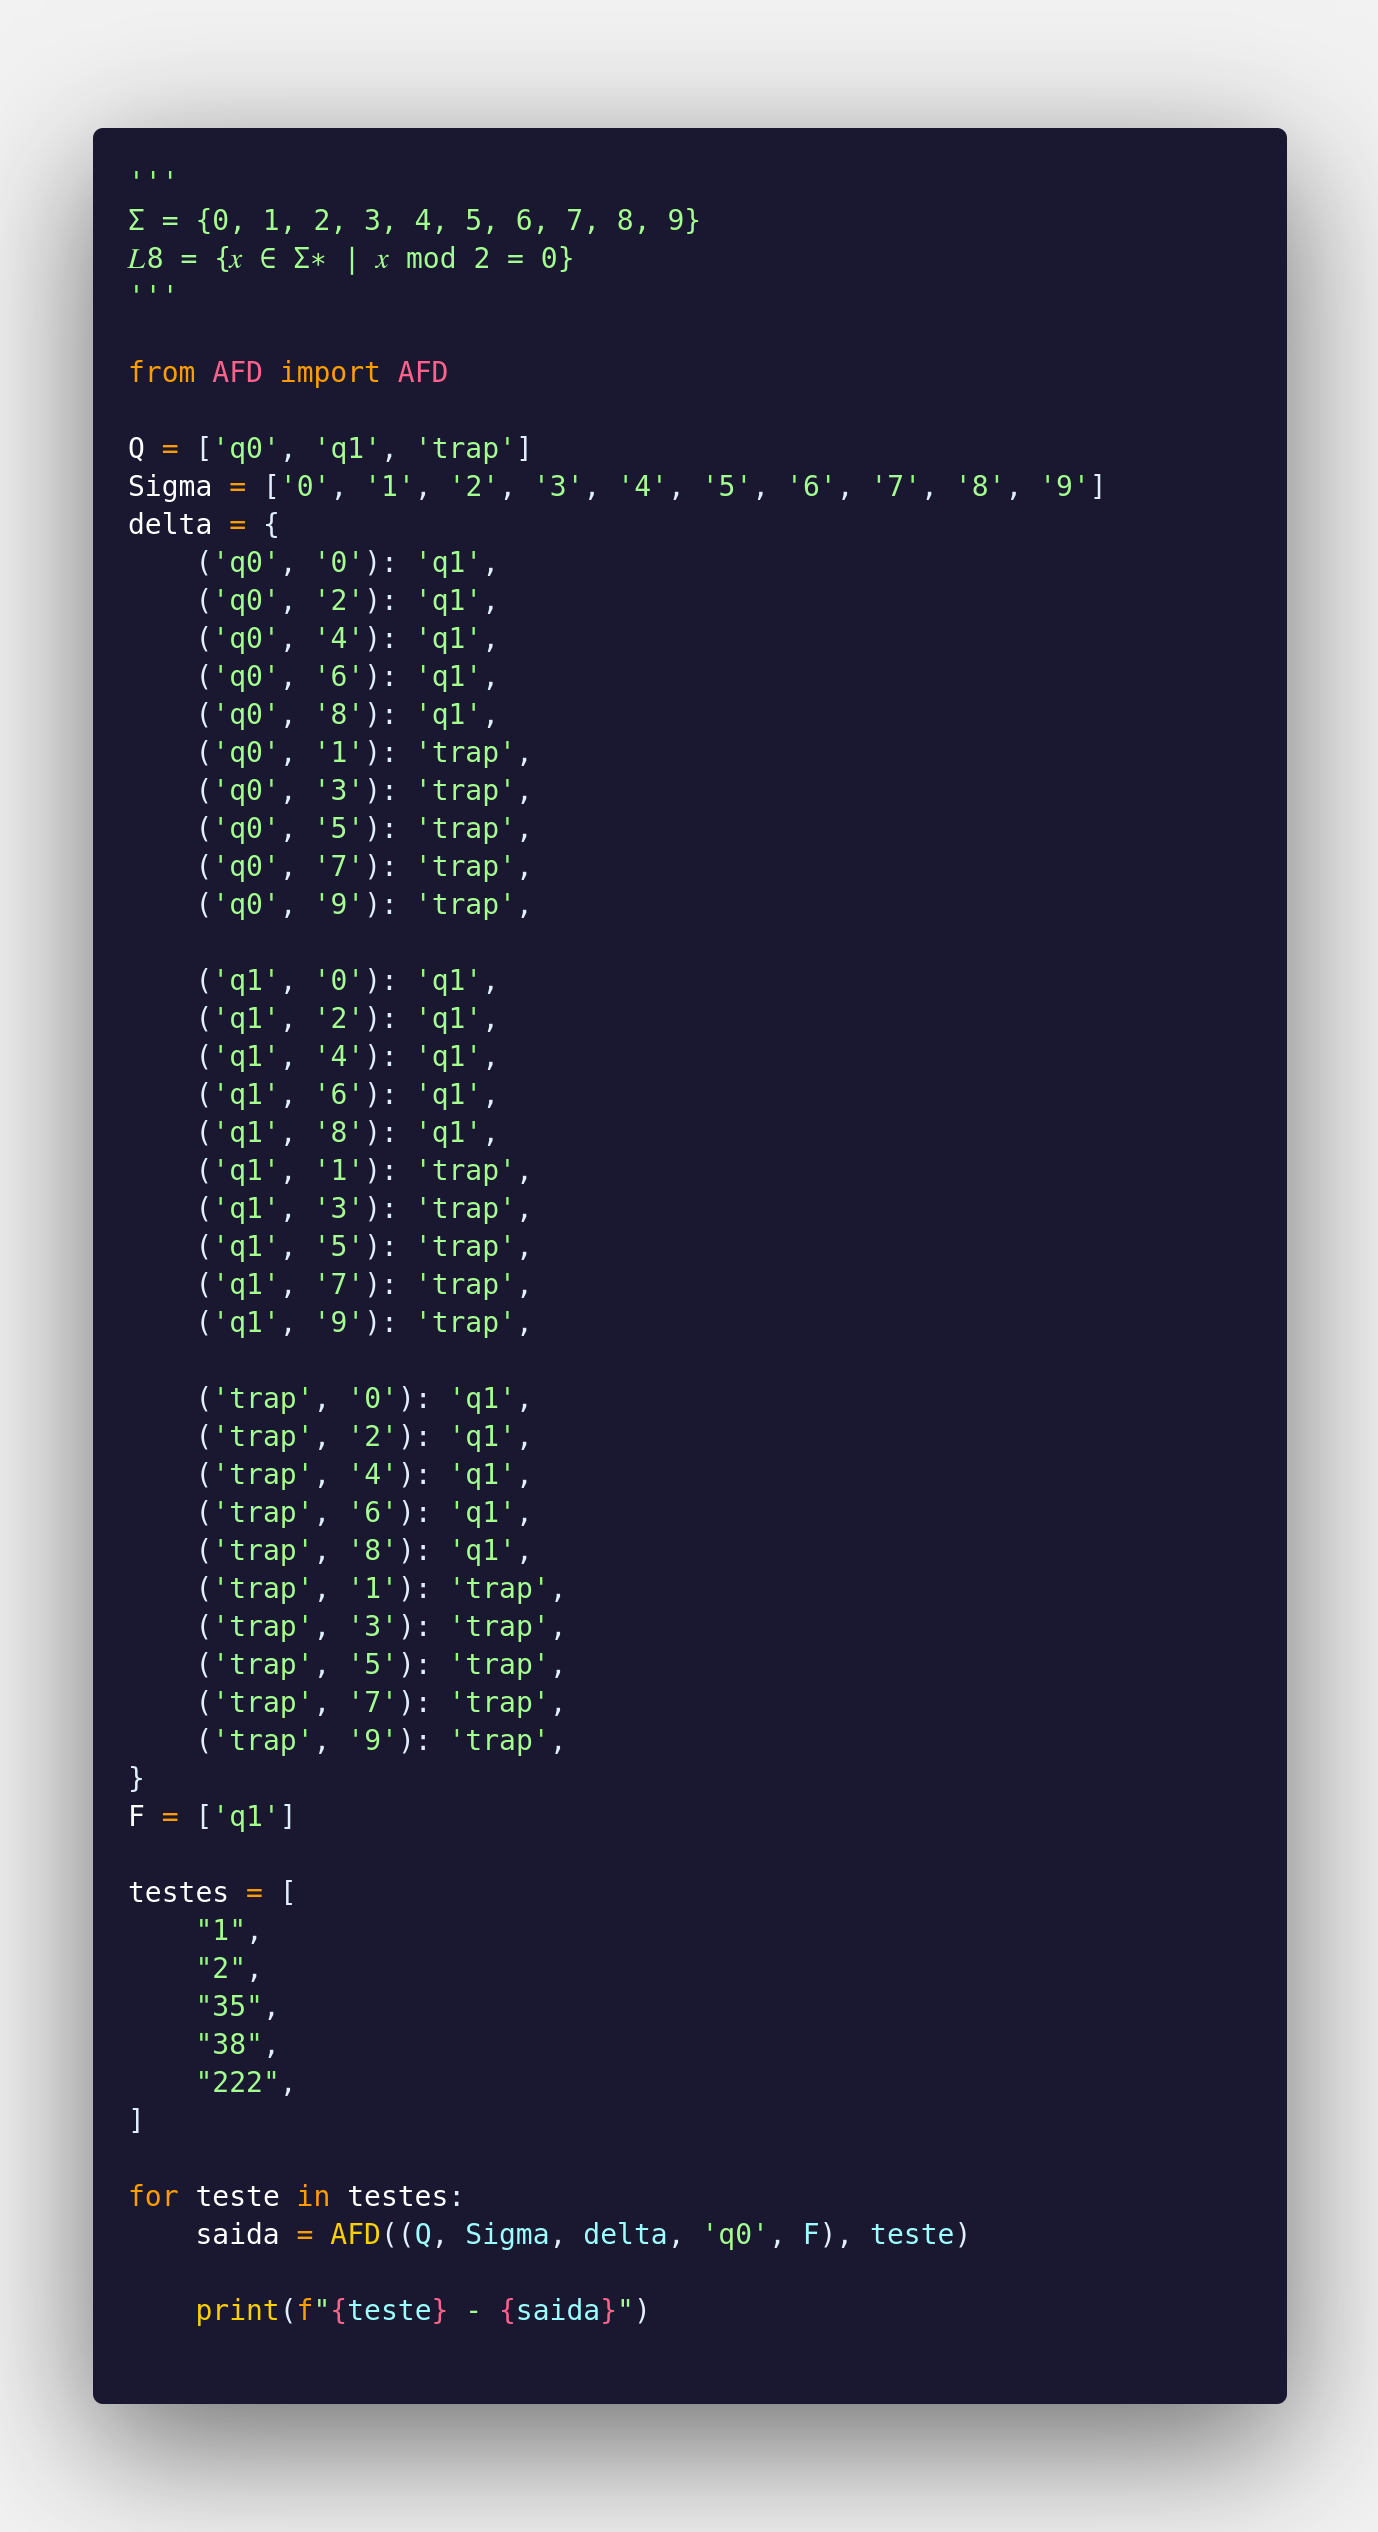 '''
Σ = {0, 1, 2, 3, 4, 5, 6, 7, 8, 9}
𝐿8 = {𝑥 ∈ Σ∗ | 𝑥 mod 2 = 0}
'''

from AFD import AFD

Q = ['q0', 'q1', 'trap']
Sigma = ['0', '1', '2', '3', '4', '5', '6', '7', '8', '9']
delta = {
    ('q0', '0'): 'q1',
    ('q0', '2'): 'q1',
    ('q0', '4'): 'q1',
    ('q0', '6'): 'q1',
    ('q0', '8'): 'q1',
    ('q0', '1'): 'trap',
    ('q0', '3'): 'trap',
    ('q0', '5'): 'trap',
    ('q0', '7'): 'trap',
    ('q0', '9'): 'trap',

    ('q1', '0'): 'q1',
    ('q1', '2'): 'q1',
    ('q1', '4'): 'q1',
    ('q1', '6'): 'q1',
    ('q1', '8'): 'q1',
    ('q1', '1'): 'trap',
    ('q1', '3'): 'trap',
    ('q1', '5'): 'trap',
    ('q1', '7'): 'trap',
    ('q1', '9'): 'trap',

    ('trap', '0'): 'q1',
    ('trap', '2'): 'q1',
    ('trap', '4'): 'q1',
    ('trap', '6'): 'q1',
    ('trap', '8'): 'q1',
    ('trap', '1'): 'trap',
    ('trap', '3'): 'trap',
    ('trap', '5'): 'trap',
    ('trap', '7'): 'trap',
    ('trap', '9'): 'trap',
}
F = ['q1']

testes = [
    "1",
    "2",
    "35",
    "38",
    "222",
]

for teste in testes:
    saida = AFD((Q, Sigma, delta, 'q0', F), teste)

    print(f"{teste} - {saida}")